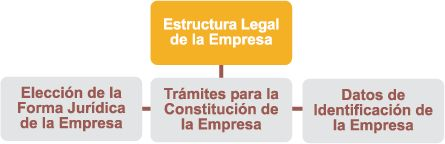 Estructura Legal
de la Empresa
Elección de la
Forma Jurídica
de la Empresa
Trámites para la
Constitución de
la Empresa
Datos de
Identificación de
la Empresa